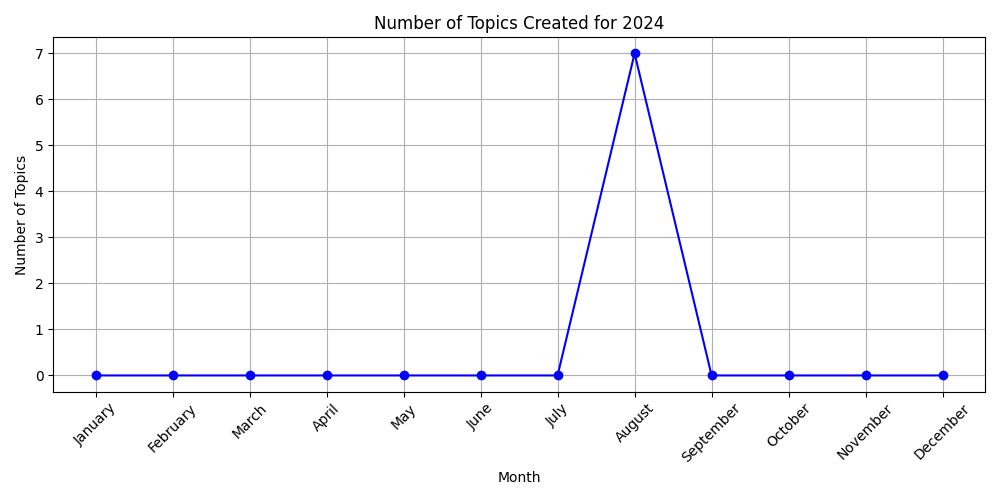 Number of Topics Created for 2024
Number of Topics
7
6
5
4
3
2
1
0
January
February
March
April
May
June
July
August
September
October
November
December
Month